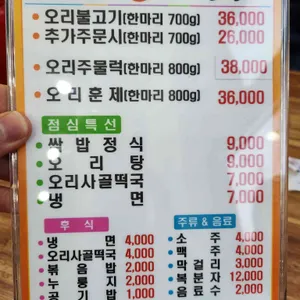 오리불고기(한마리 700g) 36,000
추가주문시(한마리 700g) 26,000
오리주물럭(한마리 800g) 38,000
오리훈제(한마리 800g) 36,000
점심특선
쌈밥정식 9,000
오리탕 9,000
오리사골떡국 7,000
냉면 7,000
후식
냉면 4,000
오리사골떡국 4,000
볶음밥 2,000
누룽지 2,000
공기밥 1,000
주류&음료
소주 4,000
맥주 4,000
막걸리 3,000
복분자 12,000
음료수 2,000